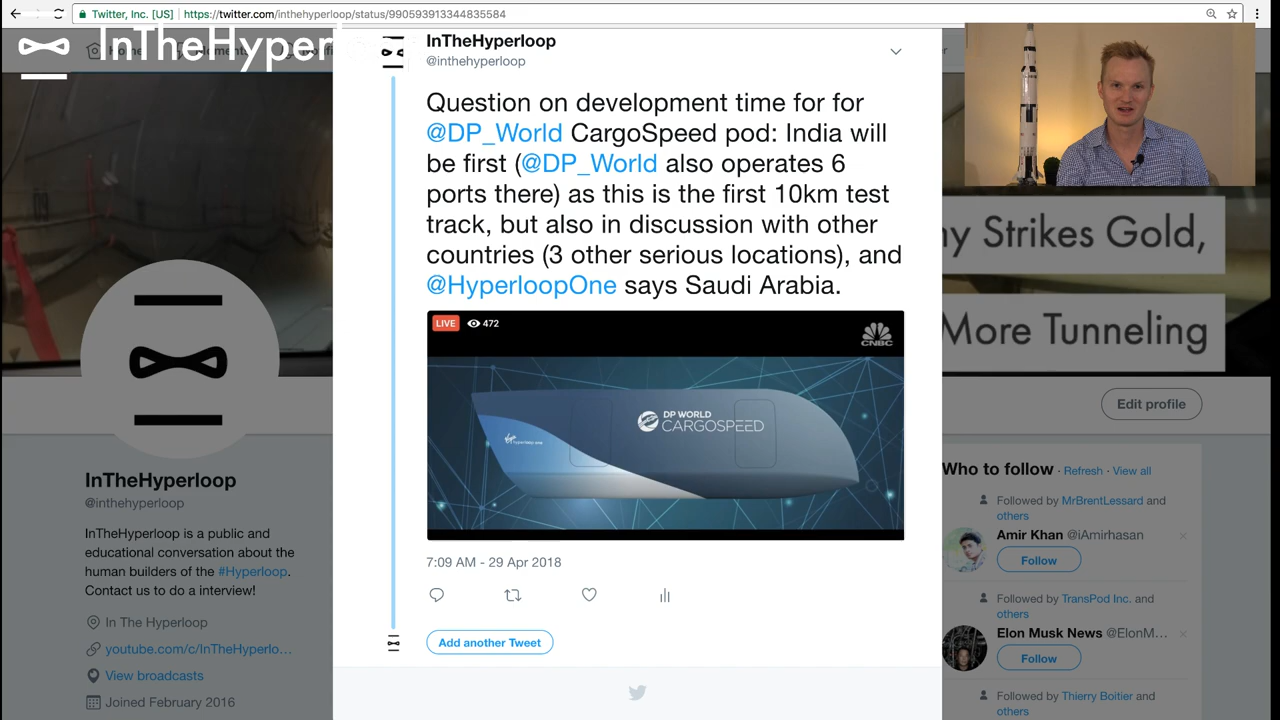 Twitter, Inc. [US]
https://twitter.com/inthehyperloop/status/990593913344835584
InTheHyper
InTheHyperloop
@inthehyperloop
Question on development time for for
@DP_World CargoSpeed pod: India will
be first (@DP_World also operates 6
ports there) as this is the first 10km test
track, but also in discussion with other
countries (3 other serious locations), and
@HyperloopOne says Saudi Arabia.
LIVE 472
CNBC
DP WORLD
CARGOSPEED
7:09 AM - 29 Apr 2018
Add another Tweet
InTheHyperloop
@inthehyperloop
InTheHyperloop is a public and
educational conversation about the
human builders of the #Hyperloop.
Contact us to do a interview!
In The Hyperloop
youtube.com/c/InTheHyperlo...
View broadcasts
Joined February 2016
ny Strikes Gold,
More Tunneling
Edit profile
Who to follow · Refresh · View all
Followed by MrBrentLessard and
others
Amir Khan @iAmirhasan
Follow
Followed by TransPod Inc. and
others
Elon Musk News @ElonM...
Follow
Followed by Thierry Boitier and
others